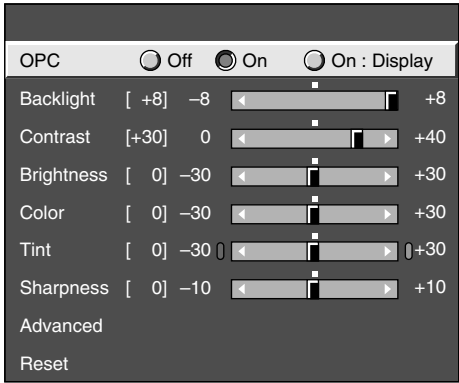 OPC Off On On : Display
Backlight [ +8] –8 +8
Contrast [+30] 0 +40
Brightness [ 0] –30 +30
Color [ 0] –30 +30
Tint [ 0] –30 +30
Sharpness [ 0] –10 +10
Advanced
Reset